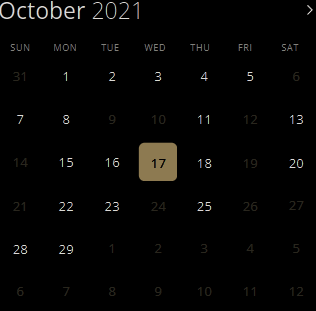 October 2021
SUN MON TUE WED THU FRI SAT
31 1 2 3 4 5 6
7 8 9 10 11 12 13
14 15 16 17 18 19 20
21 22 23 24 25 26 27
28 29 1 2 3 4 5
6 7 8 9 10 11 12